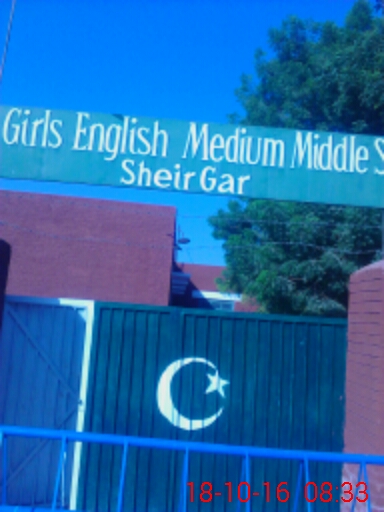 Girls English Medium Middle S
Sheir Gar
18-10-16 08:33